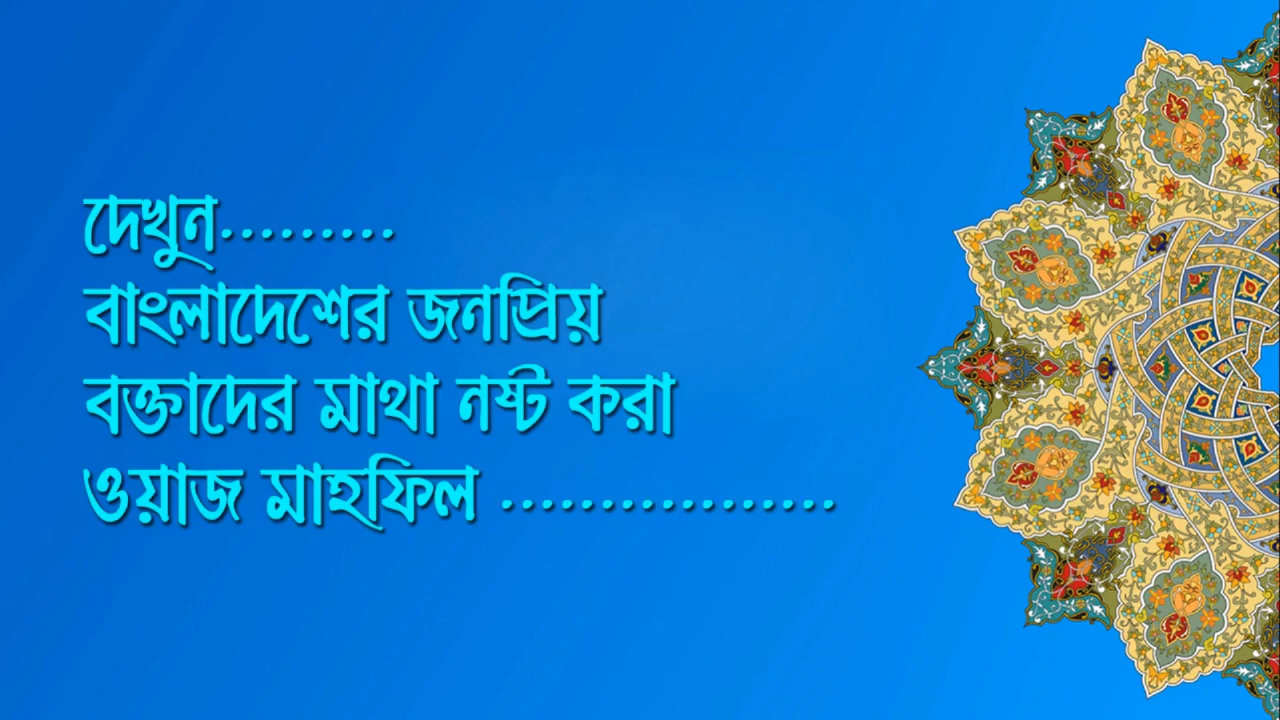 দেখুন.........
বাংলাদেশের জনপ্রিয়
বক্তাদের মাথা নষ্ট করা
ওয়াজ মাহফিল .................